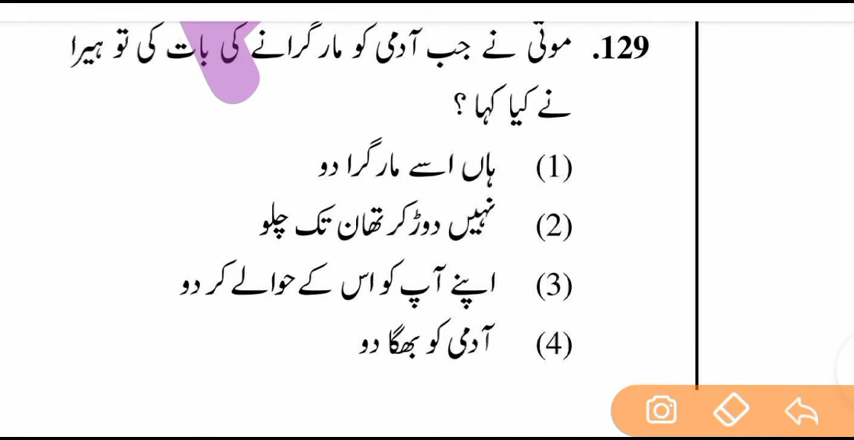 129. موتی نے جب آدمی کو مار گرانے کی بات کی تو ہیرا
نے کیا کہا ؟
(1) ہاں اسے مار گرا دو
(2) نہیں دوڑ کر تھان تک چلو
(3) اپنے آپ کو اس کے حوالے کر دو
(4) آدمی کو بھگا دو